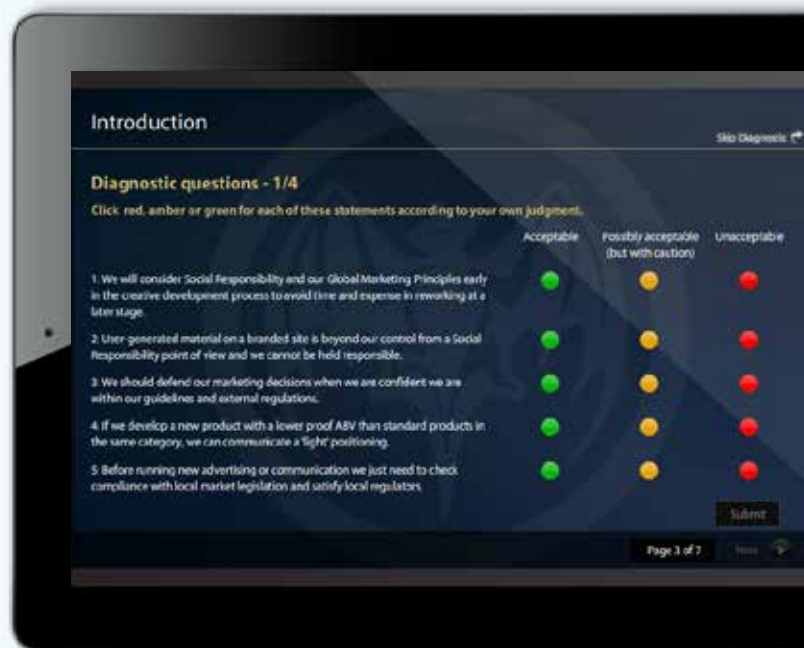 Introduction
Skip Diagnostic
Diagnostic questions - 1/4
Click red, amber or green for each of these statements according to your own judgment.
Acceptable
Possibly acceptable
(but with caution)
Unacceptable
1. We will consider Social Responsibility and our Global Marketing Principles early
in the creative development process to avoid time and expense in reworking at a
later stage.
2. User-generated material on a branded site is beyond our control from a Social
Responsibility point of view and we cannot be held responsible.
3. We should defend our marketing decisions when we are confident we are
within our guidelines and external regulations.
4. If we develop a new product with a lower proof ABV than standard products in
the same category, we can communicate a 'light' positioning.
5. Before running new advertising or communication we just need to check
compliance with local market legislation and satisfy local regulators.
Submit
Page 3 of 7
Next